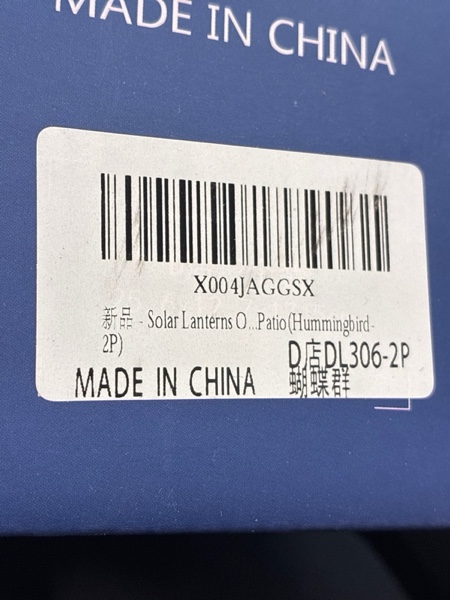 MADE IN CHINA
X004JAGGSX
新品 - Solar Lanterns O...Patio(Hummingbird-
2P)
D店DL306-2P
MADE IN CHINA 蝴蝶群